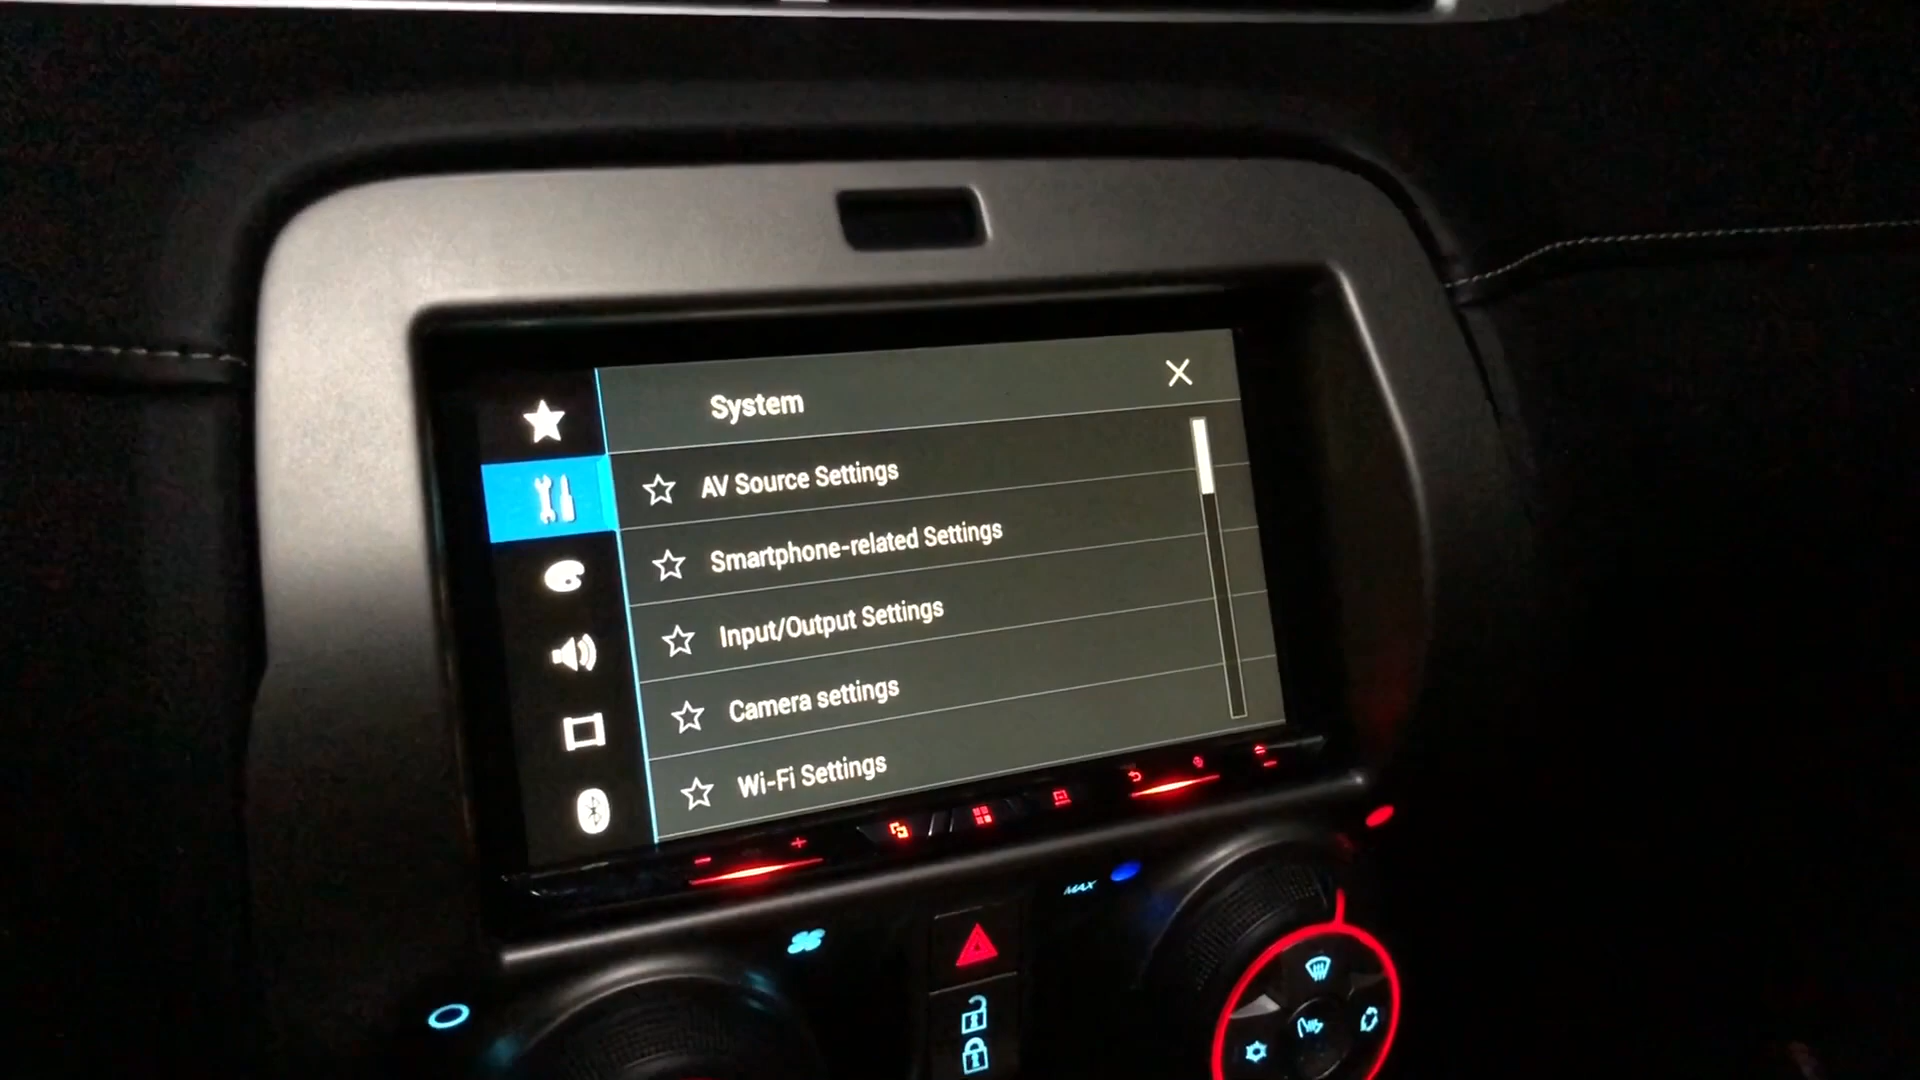 System
AV Source Settings
Smartphone-related Settings
Input/Output Settings
Camera settings
Wi-Fi Settings
MAX